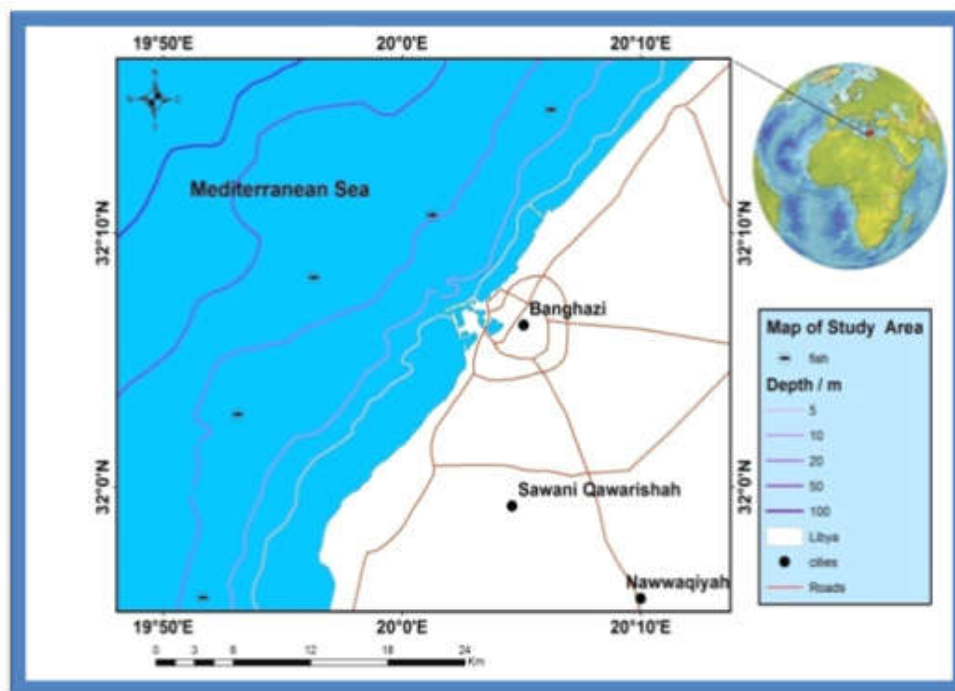 19°50'E 20°0'E 20°10'E
Mediterranean Sea
32°10'N 32°10'N
Banghazi
32°0'N 32°0'N
Sawani Qawarishah
Nawwaqiyah
19°50'E 20°0'E 20°10'E
0 3 6 12 18 24
Km
Map of Study Area
fish
Depth / m
5
10
20
50
100
Libya
cities
Roads